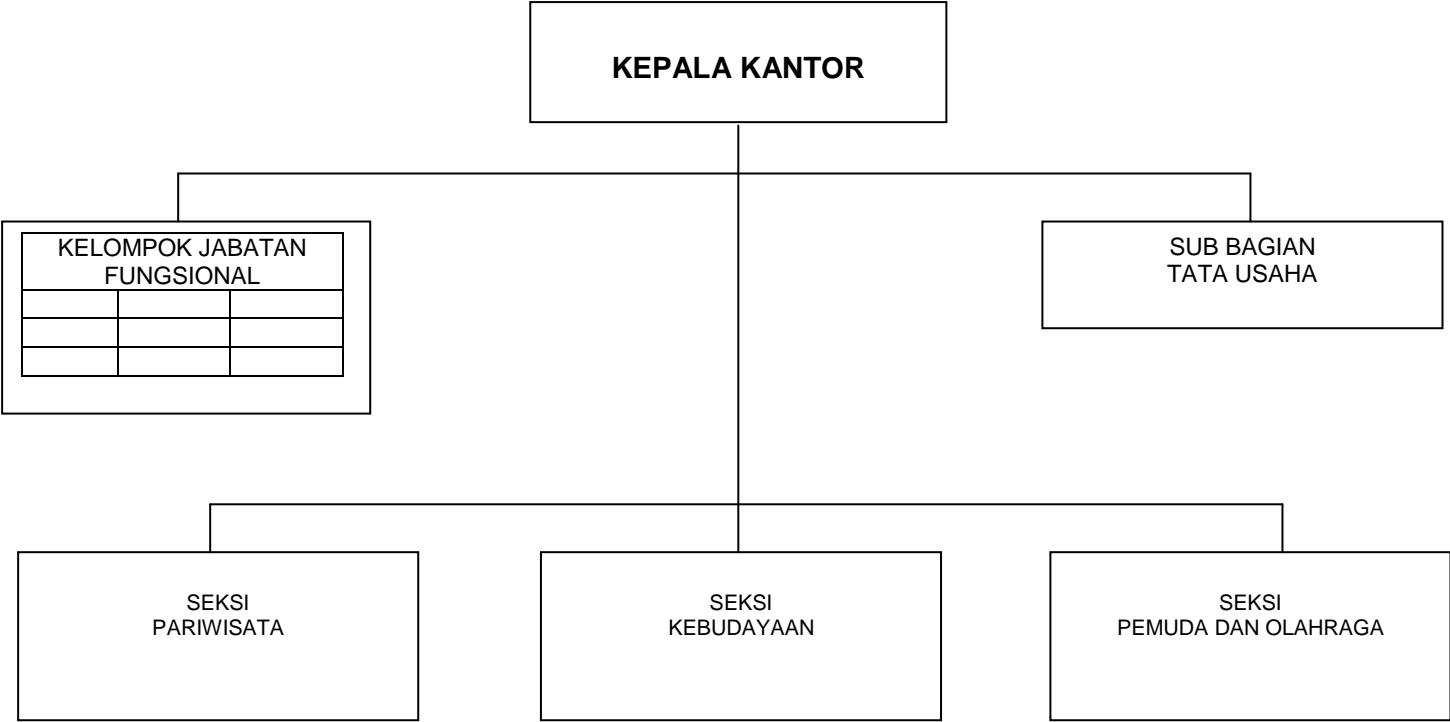 KEPALA KANTOR
KELOMPOK JABATAN
FUNGSIONAL
SUB BAGIAN
TATA USAHA
SEKSI
PARIWISATA
SEKSI
KEBUDAYAAN
SEKSI
PEMUDA DAN OLAHRAGA